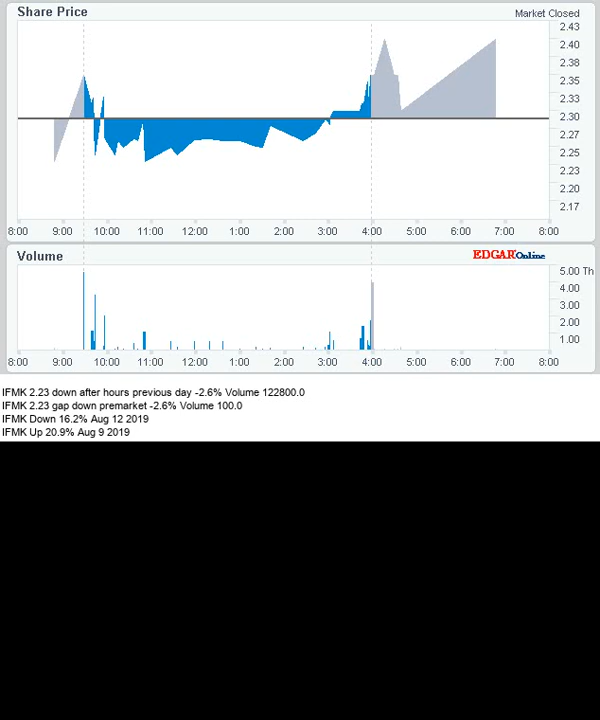 Share Price
Market Closed
2.43
2.40
2.38
2.35
2.33
2.30
2.27
2.25
2.23
2.20
2.17
8:00 9:00 10:00 11:00 12:00 1:00 2:00 3:00 4:00 5:00 6:00 7:00 8:00
Volume
EDGAR Online
5.00 Th
4.00
3.00
2.00
1.00
8:00 9:00 10:00 11:00 12:00 1:00 2:00 3:00 4:00 5:00 6:00 7:00 8:00
IFMK 2.23 down after hours previous day -2.6% Volume 122800.0
IFMK 2.23 gap down premarket -2.6% Volume 100.0
IFMK Down 16.2% Aug 12 2019
IFMK Up 20.9% Aug 9 2019